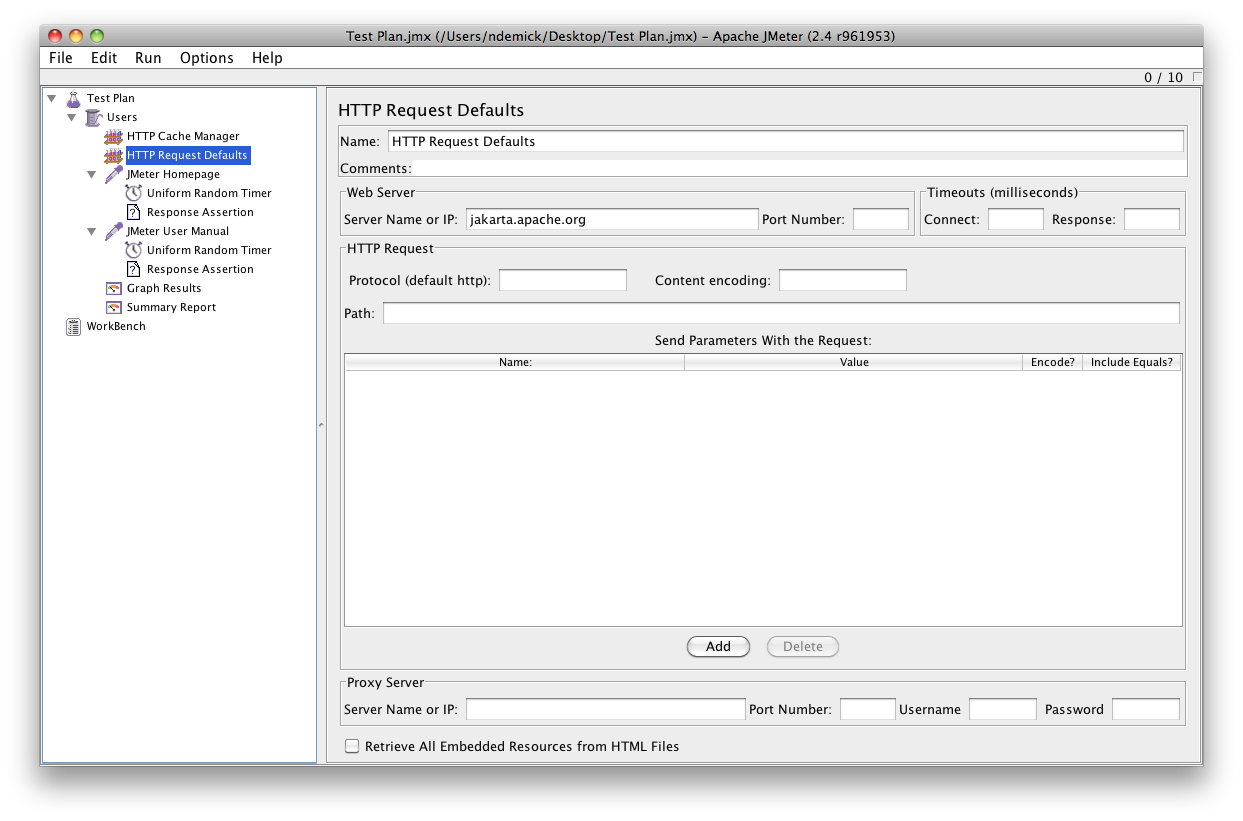 Test Plan.jmx (/Users/ndemick/Desktop/Test Plan.jmx) – Apache JMeter (2.4 r961953)
File Edit Run Options Help
0 / 10
Test Plan
Users
HTTP Cache Manager
HTTP Request Defaults
JMeter Homepage
Uniform Random Timer
Response Assertion
JMeter User Manual
Uniform Random Timer
Response Assertion
Graph Results
Summary Report
WorkBench
HTTP Request Defaults
Name: HTTP Request Defaults
Comments:
Web Server
Server Name or IP: jakarta.apache.org Port Number:
Timeouts (milliseconds)
Connect: Response:
HTTP Request
Protocol (default http): Content encoding:
Path:
Send Parameters With the Request:
Name: Value Encode? Include Equals?
Add Delete
Proxy Server
Server Name or IP: Port Number: Username Password
Retrieve All Embedded Resources from HTML Files